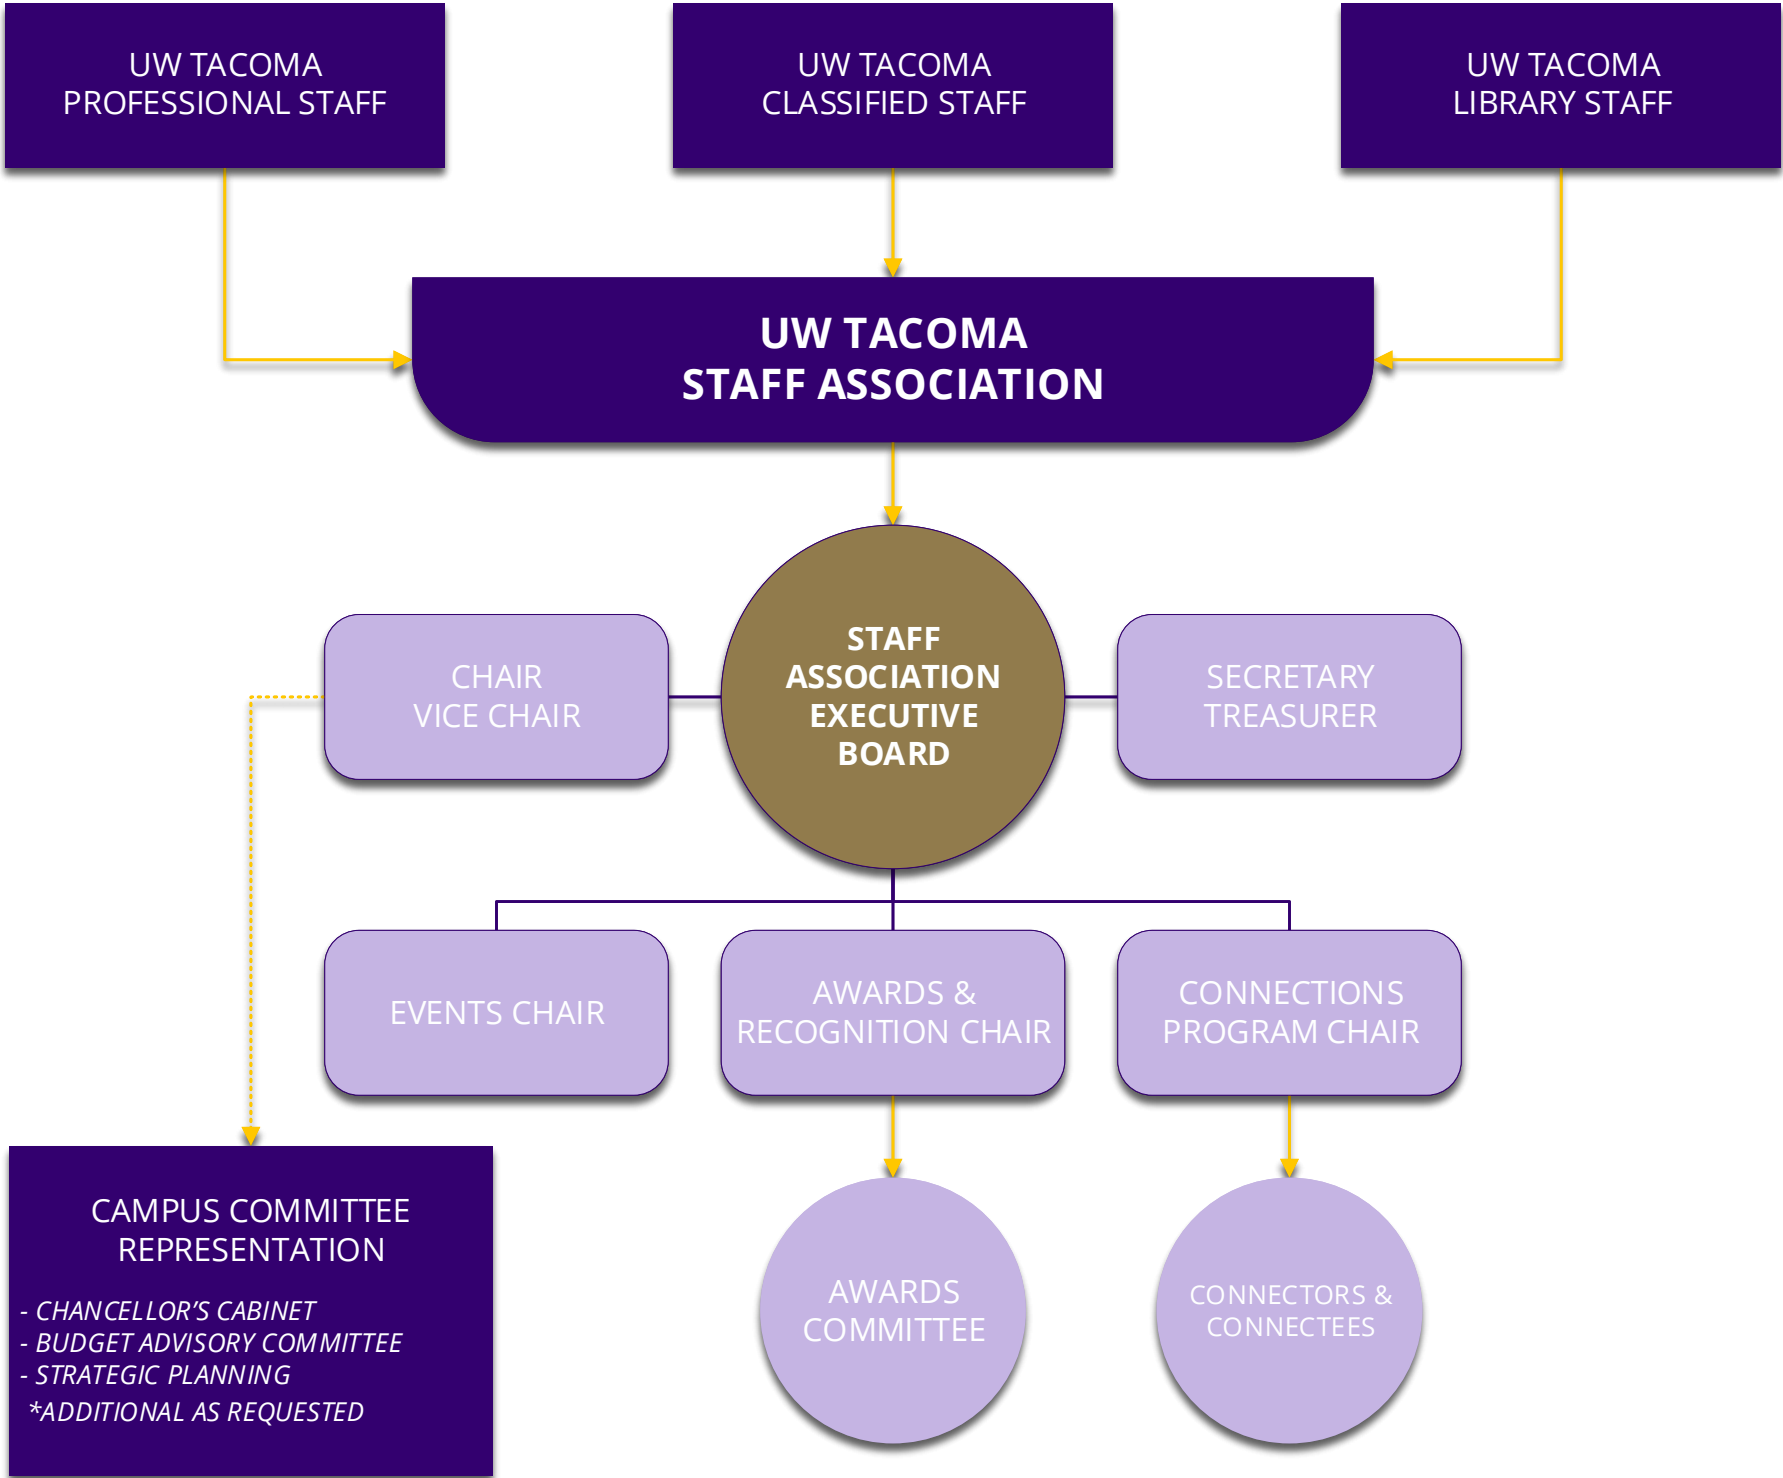 UW TACOMA
PROFESSIONAL STAFF
UW TACOMA
CLASSIFIED STAFF
UW TACOMA
LIBRARY STAFF
UW TACOMA
STAFF ASSOCIATION
CHAIR
VICE CHAIR
STAFF
ASSOCIATION
EXECUTIVE
BOARD
SECRETARY
TREASURER
EVENTS CHAIR
AWARDS &
RECOGNITION CHAIR
CONNECTIONS
PROGRAM CHAIR
CAMPUS COMMITTEE
REPRESENTATION
- CHANCELLOR’S CABINET
- BUDGET ADVISORY COMMITTEE
- STRATEGIC PLANNING
*ADDITIONAL AS REQUESTED
AWARDS
COMMITTEE
CONNECTORS &
CONNECTEES